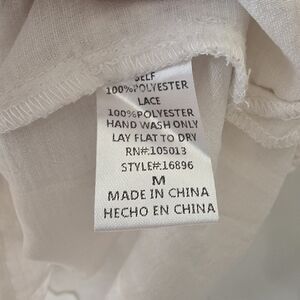 SELF
100%POLYESTER
LACE
100%POLYESTER
HAND WASH ONLY
LAY FLAT TO DRY
RN#:105013
STYLE#:16896
M
MADE IN CHINA
HECHO EN CHINA